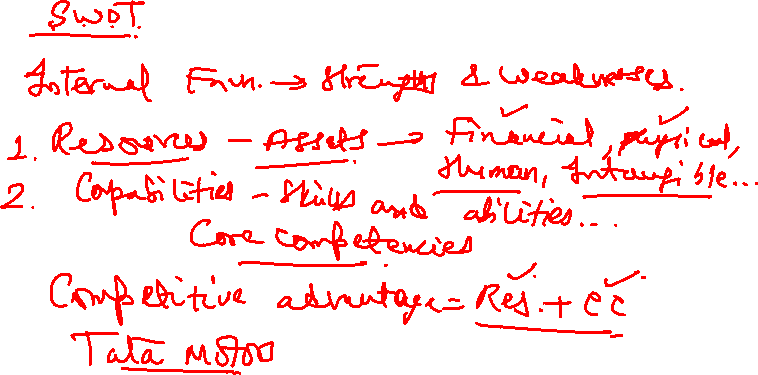 SWOT
Internal Envn. → Strengths & Weaknesses.
1. Resources - Assets → Financial, physical,
Human, Intangible...
2. Capabilities - Skills and abilities...
Core competencies
Competitive advantage = Res. + CC
Tata Motors